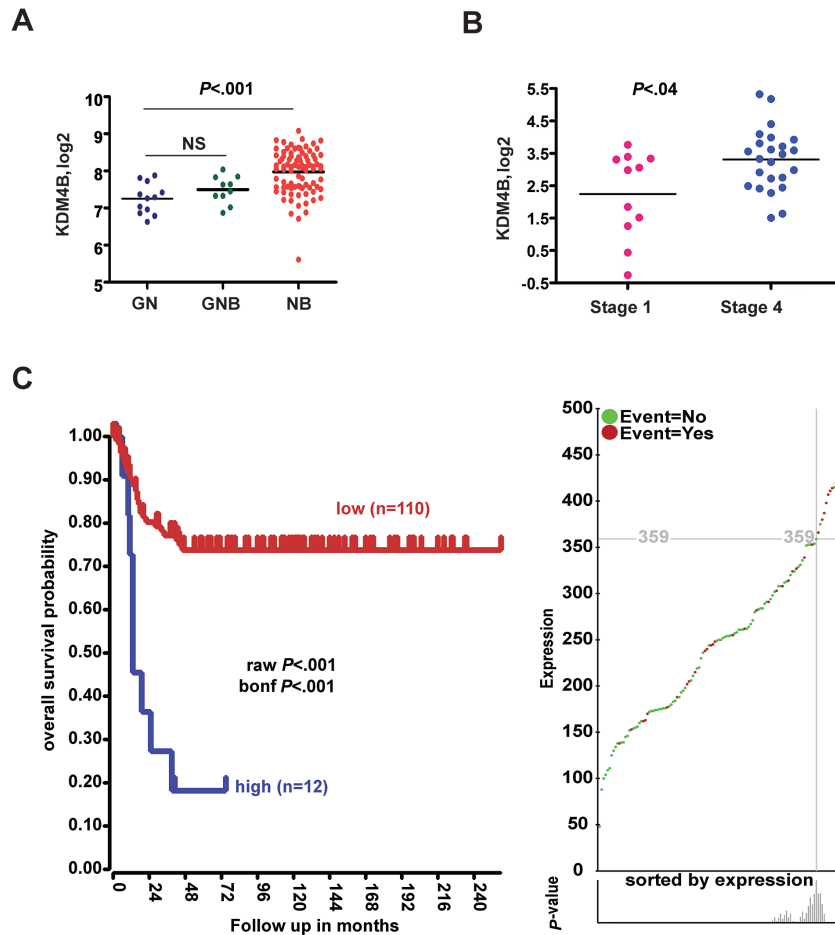 A
P<.001
NS
KDM4B, log2
10
9
8
7
6
5
GN
GNB
NB
B
P<.04
KDM4B, log2
5.5
4.5
3.5
2.5
1.5
0.5
-0.5
Stage 1
Stage 4
C
overall survival probability
1.00
0.90
0.80
0.70
0.60
0.50
0.40
0.30
0.20
0.10
0.00
low (n=110)
raw P<.001
bonf P<.001
high (n=12)
0
24
48
72
96
120
144
168
192
216
240
Follow up in months
Event=No
Event=Yes
Expression
500
450
400
350
300
250
200
150
100
50
0
359
359
sorted by expression
P-value